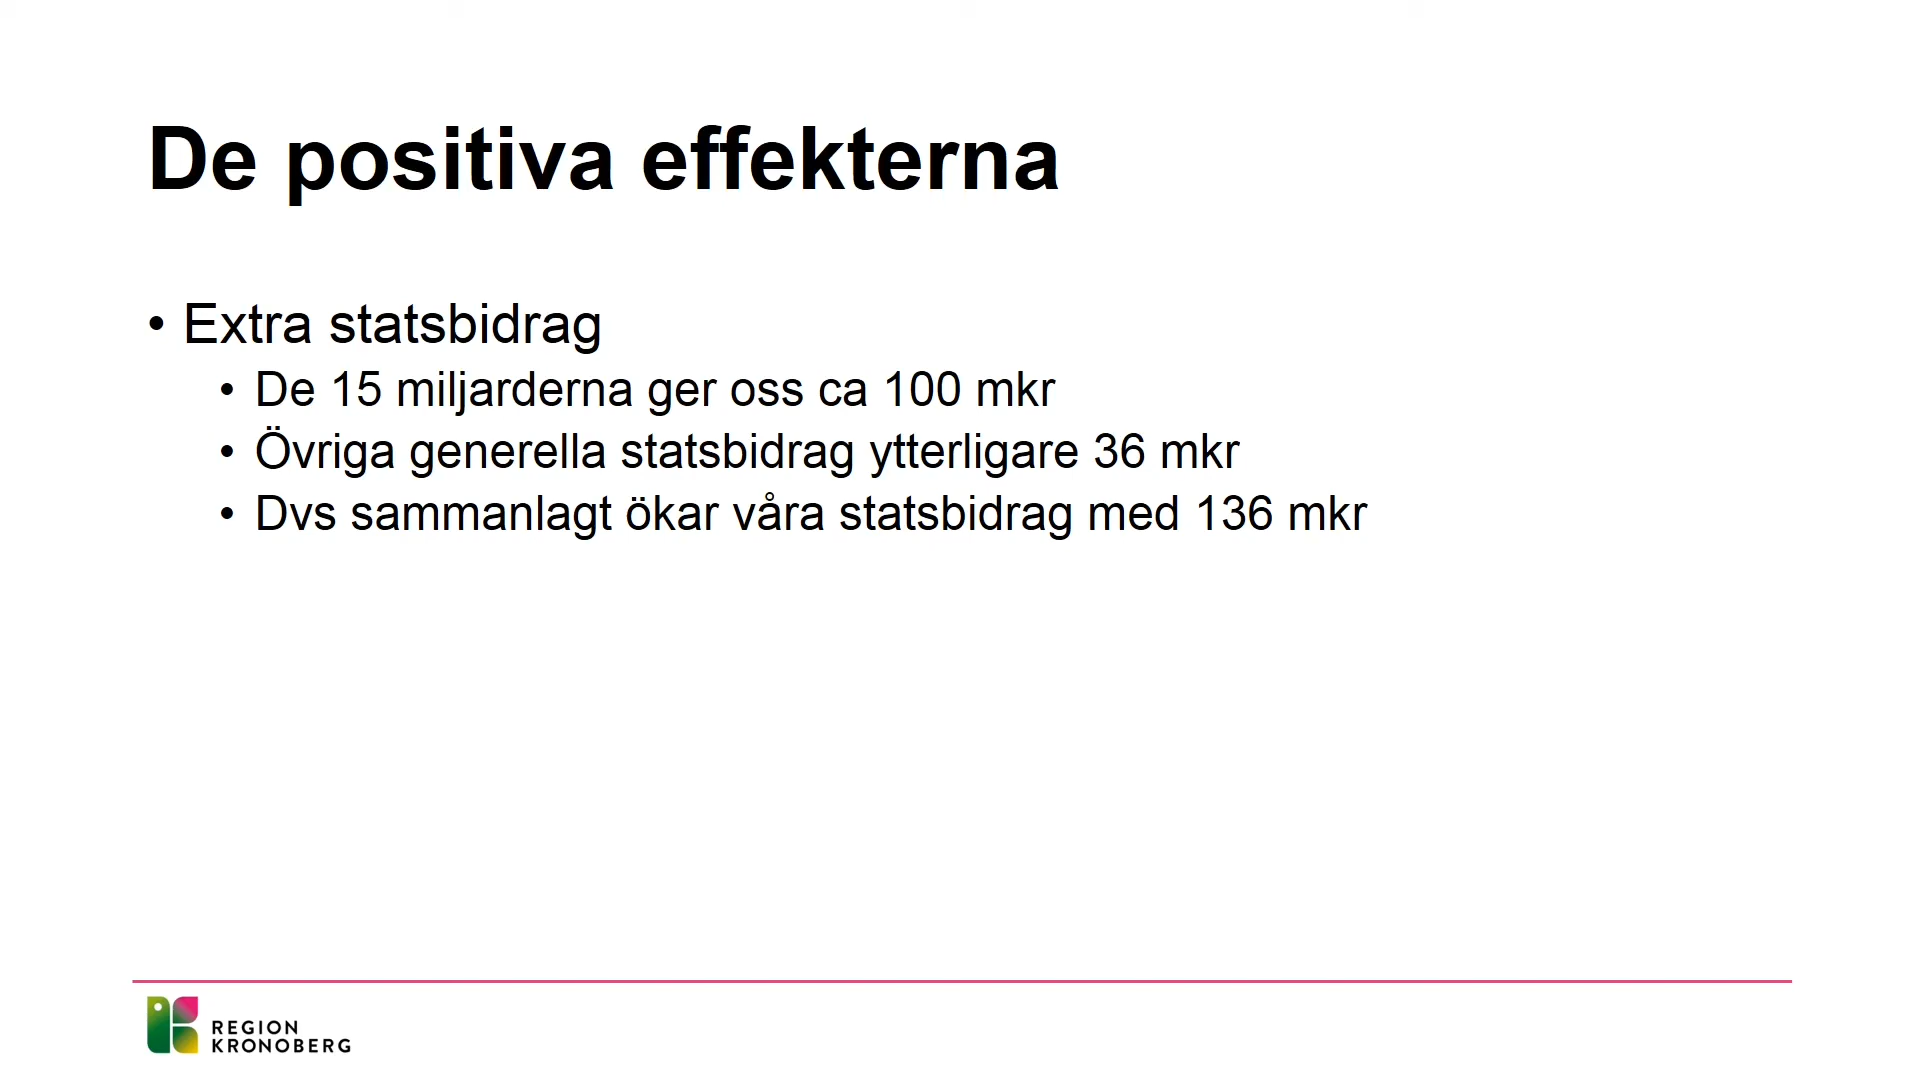 De positiva effekterna
• Extra statsbidrag
• De 15 miljarderna ger oss ca 100 mkr
• Övriga generella statsbidrag ytterligare 36 mkr
• Dvs sammanlagt ökar våra statsbidrag med 136 mkr
REGION
KRONOBERG